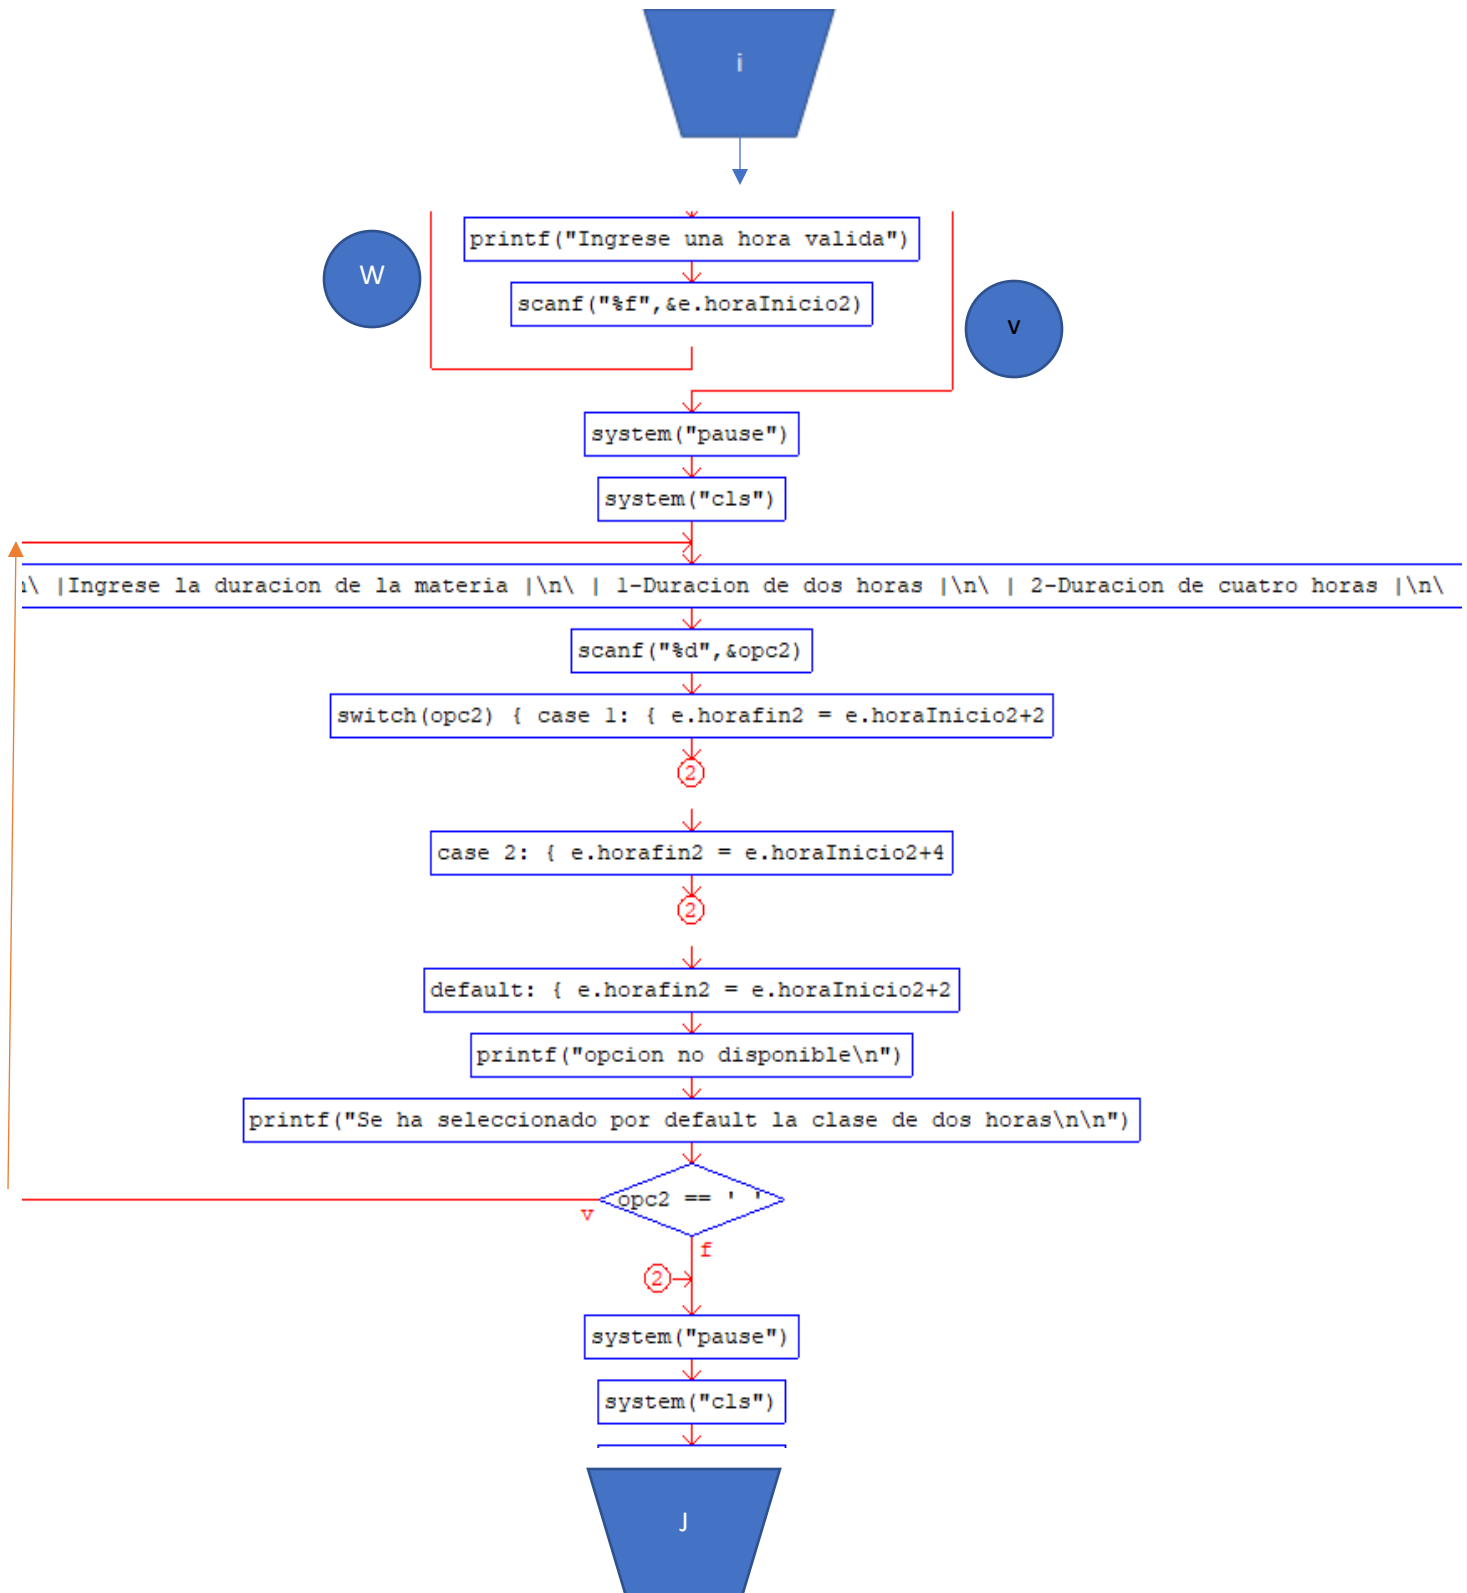 i
printf("Ingrese una hora valida")
W
scanf("%f",&e.horaInicio2)
v
system("pause")
system("cls")
\ |Ingrese la duracion de la materia |\n\ | 1-Duracion de dos horas |\n\ | 2-Duracion de cuatro horas |\n\
scanf("%d",&opc2)
switch(opc2) { case 1: { e.horafin2 = e.horaInicio2+2
2
case 2: { e.horafin2 = e.horaInicio2+4
2
default: { e.horafin2 = e.horaInicio2+2
printf("opcion no disponible\n")
printf("Se ha seleccionado por default la clase de dos horas\n\n")
opc2 == ' '
v
f
2
system("pause")
system("cls")
J